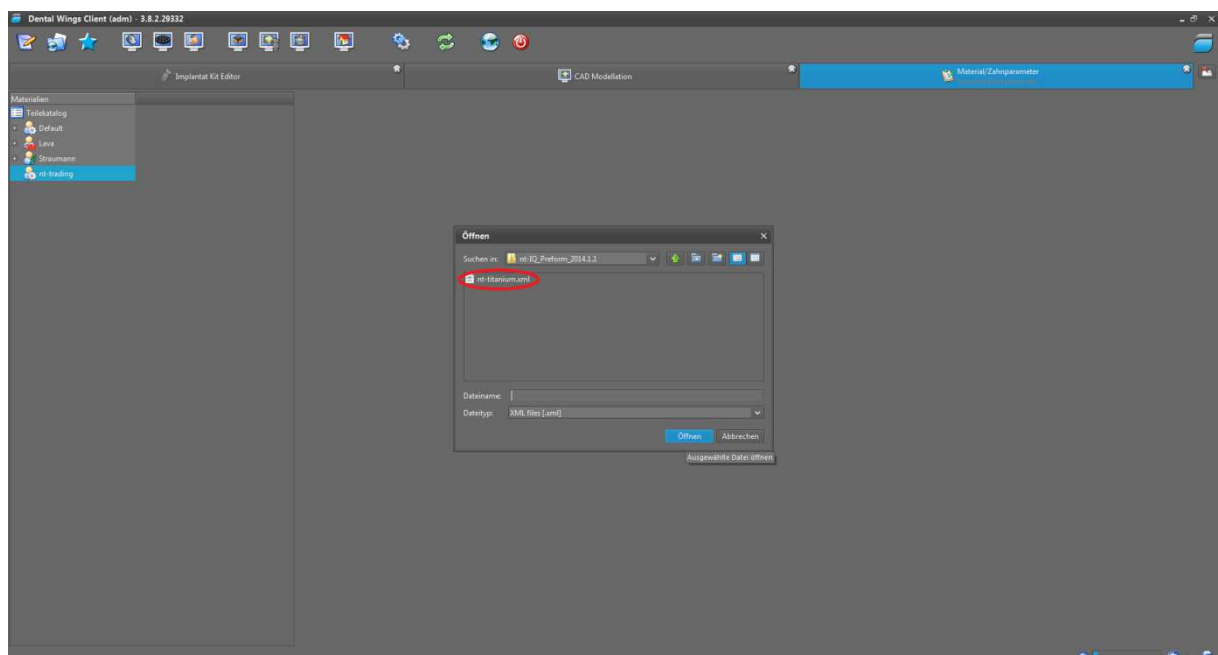 Dental Wings Client (adm) - 3.8.2.29332
Implantat Kit Editor
CAD Modellation
Material/Zahnparameter
Materialien
Teilekatalog
Default
Lava
Straumann
nt-trading
Öffnen
Suchen in: nt-IQ_Preform_2014.1.1
nt-titanium.xml
Dateiname:
Dateityp: XML files [.xml]
Öffnen Abbrechen
Ausgewählte Datei öffnen